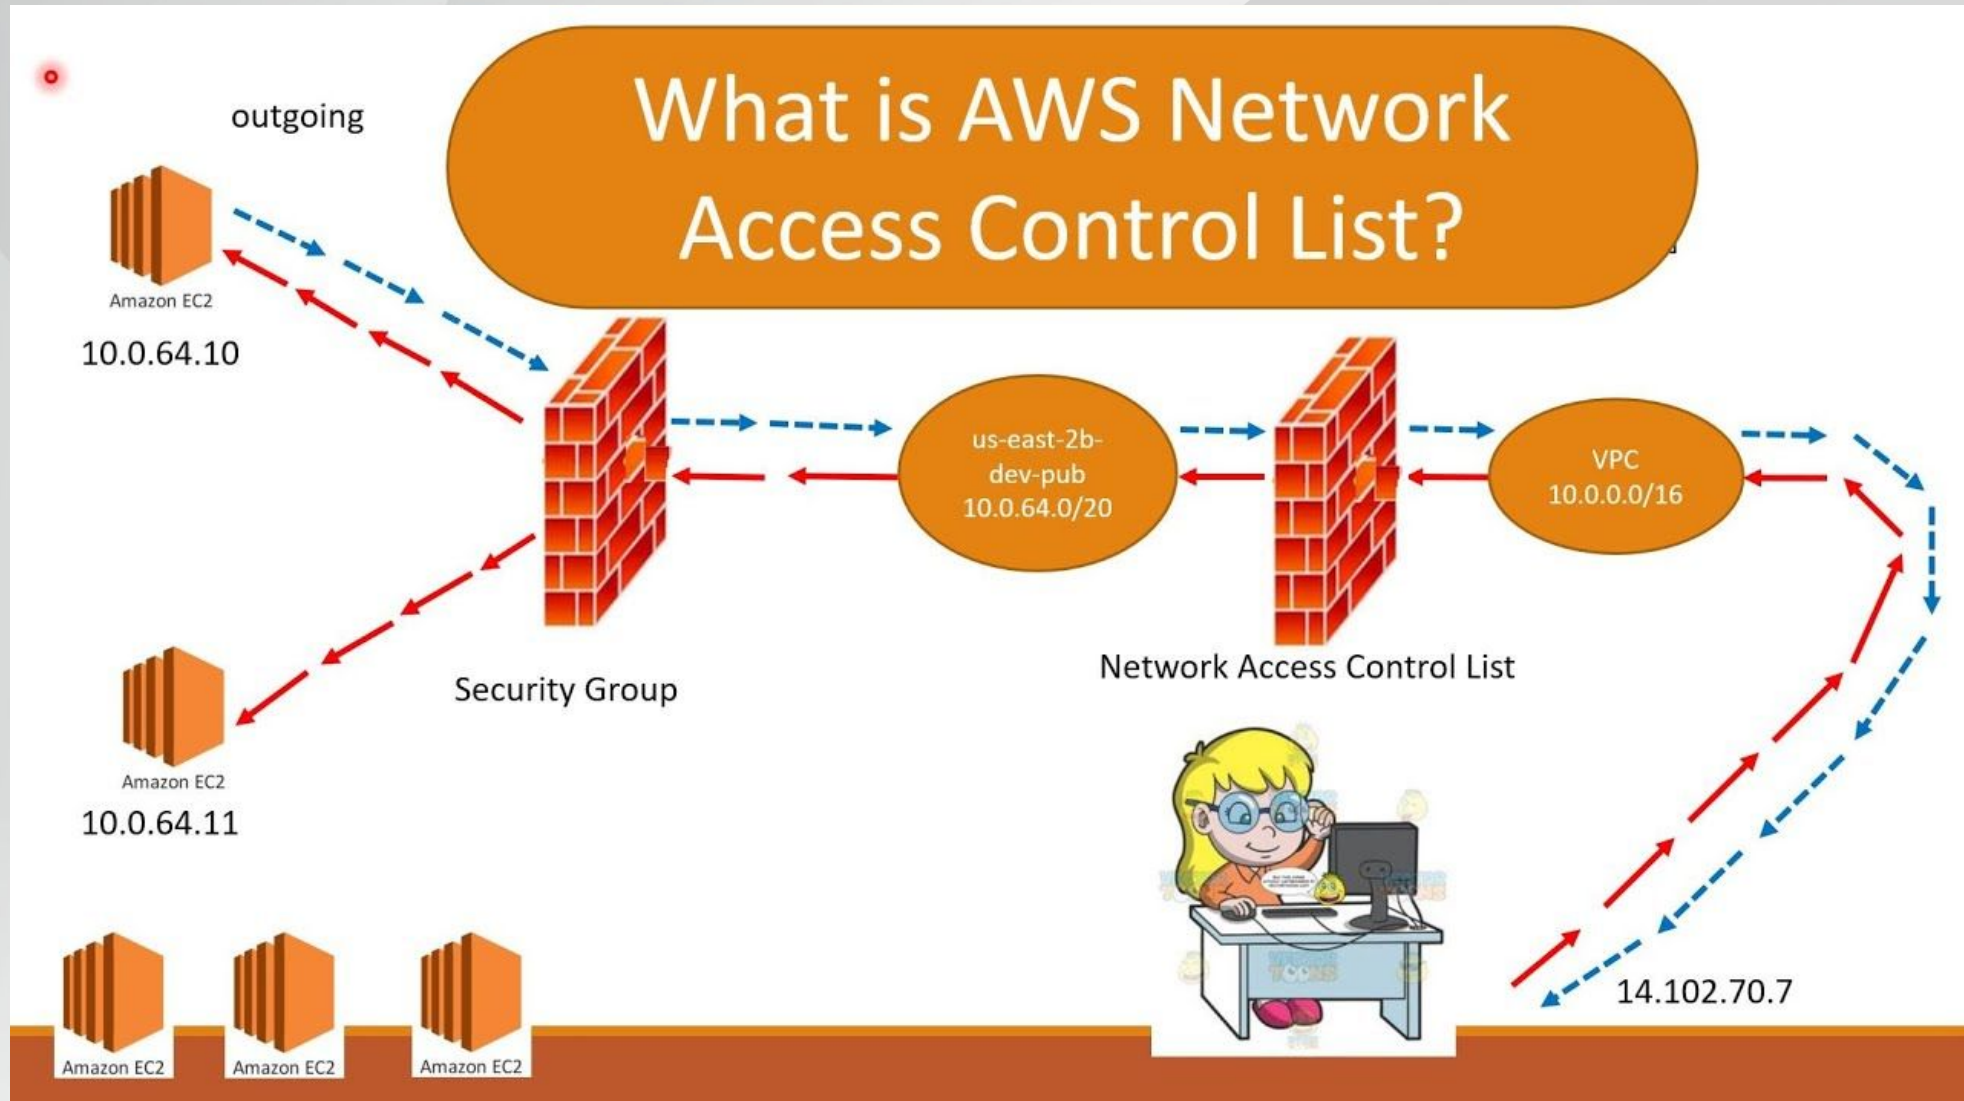 What is AWS Network
Access Control List?
outgoing
Amazon EC2
10.0.64.10
us-east-2b-
dev-pub
10.0.64.0/20
VPC
10.0.0.0/16
Security Group
Network Access Control List
Amazon EC2
10.0.64.11
14.102.70.7
Amazon EC2
Amazon EC2
Amazon EC2